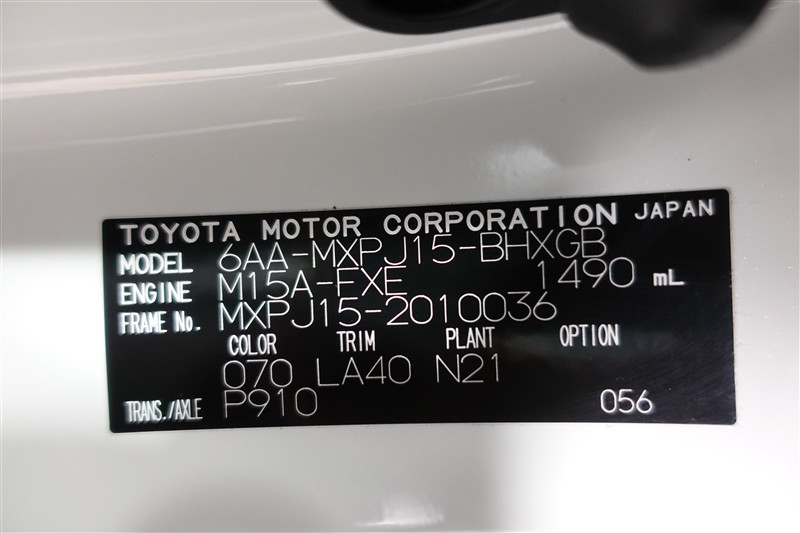 TOYOTA MOTOR CORPORATION JAPAN
MODEL 6AA-MXPJ15-BHXGB
ENGINE M15A-FXE 1490 mL
FRAME No. MXPJ15-2010036
COLOR TRIM PLANT OPTION
070 LA40 N21
TRANS./AXLE P910 056